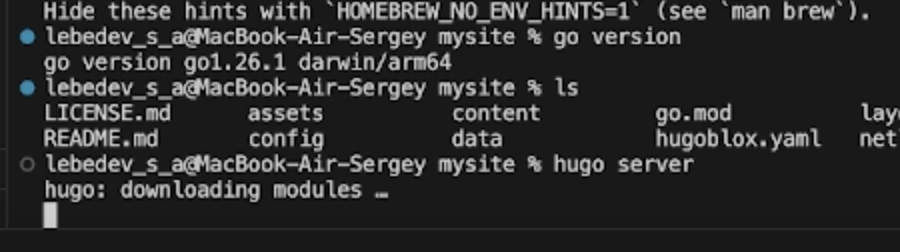 Hide these hints with `HOMEBREW_NO_ENV_HINTS=1` (see `man brew`).
lebedev_s_a@MacBook-Air-Sergey mysite % go version
go version go1.26.1 darwin/arm64
lebedev_s_a@MacBook-Air-Sergey mysite % ls
LICENSE.md assets content go.mod lay
README.md config data hugoblox.yaml net
lebedev_s_a@MacBook-Air-Sergey mysite % hugo server
hugo: downloading modules …